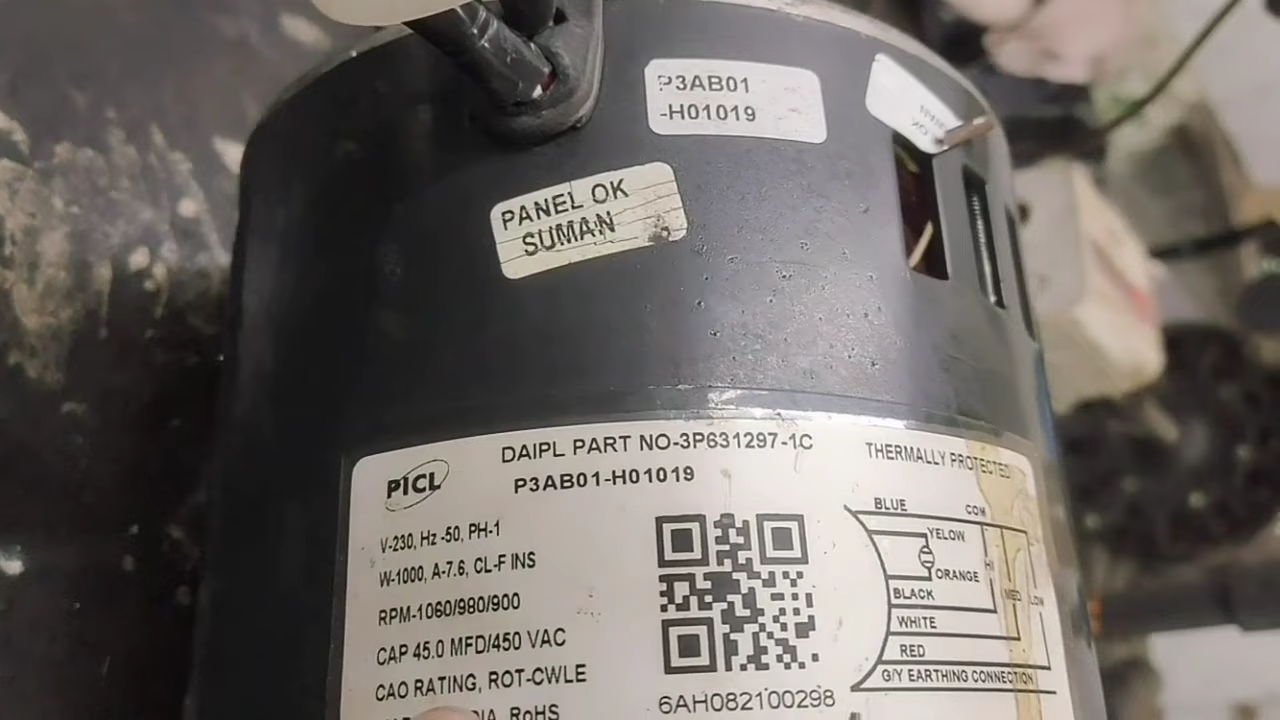 P3AB01
-H01019
PANEL OK
SUMAN
OK
DAIPL PART NO-3P631297-1C
P3AB01-H01019
THERMALLY PROTECTED
PICL
V-230, Hz -50, PH-1
W-1000, A-7.6, CL-F INS
RPM-1060/980/900
CAP 45.0 MFD/450 VAC
CAO RATING, ROT-CWLE
RoHS
6AH082100298
BLUE
COM
YELOW
ORANGE
HI
MED
LOW
BLACK
WHITE
RED
G/Y EARTHING CONNECTION